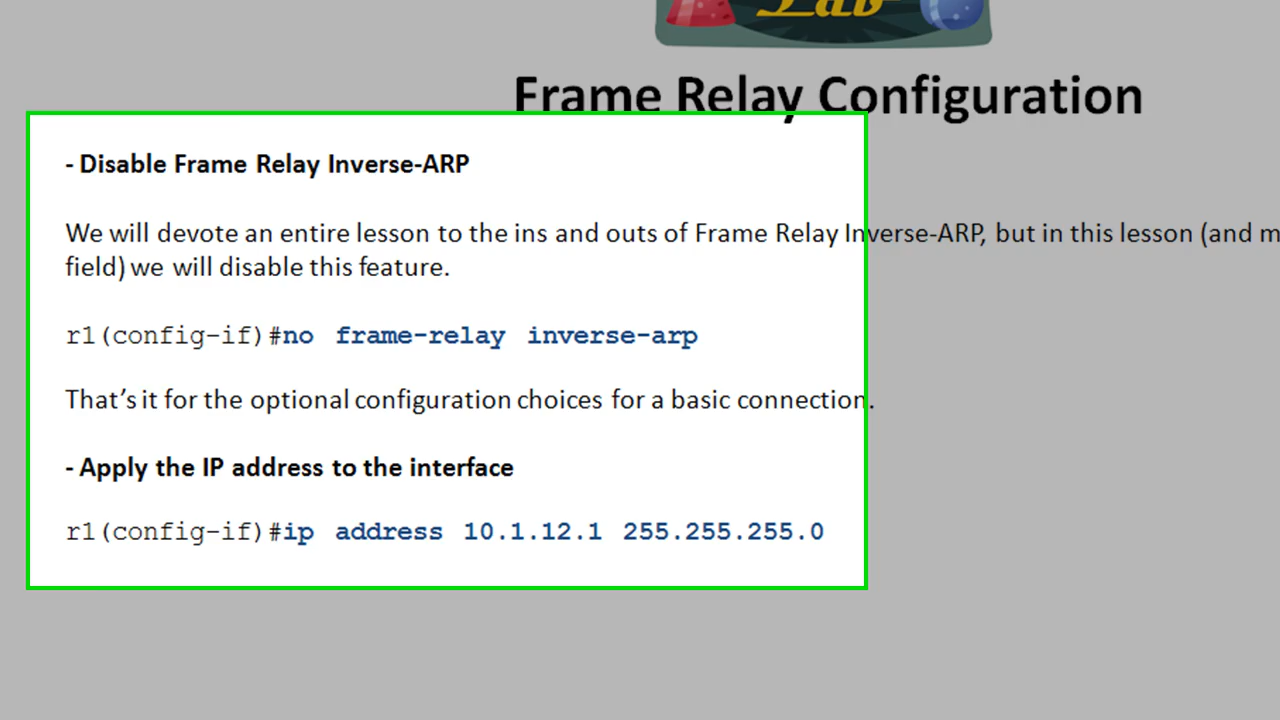 Lab
Frame Relay Configuration
- Disable Frame Relay Inverse-ARP
We will devote an entire lesson to the ins and outs of Frame Relay Inverse-ARP, but in this lesson (and
field) we will disable this feature.
r1(config-if)#no frame-relay inverse-arp
That’s it for the optional configuration choices for a basic connection.
- Apply the IP address to the interface
r1(config-if)#ip address 10.1.12.1 255.255.255.0